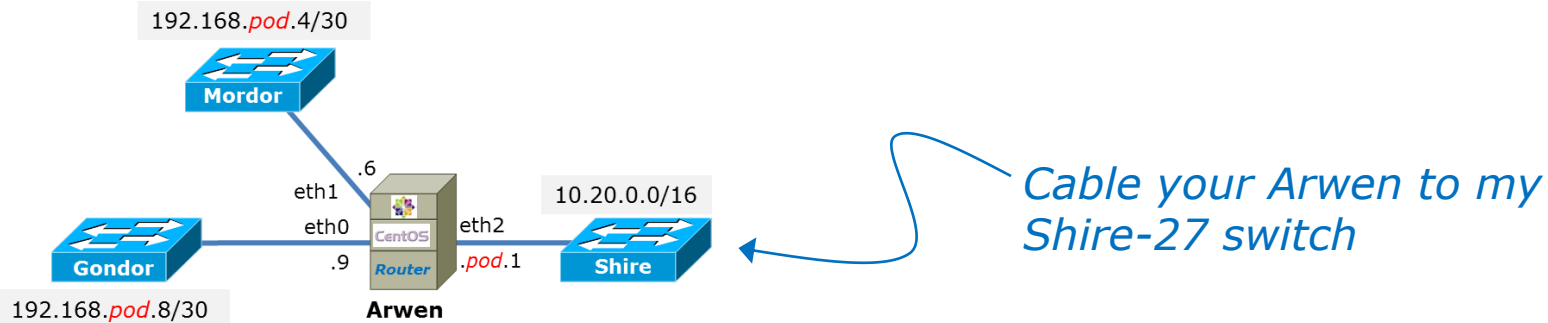 192.168.pod.4/30
Mordor
.6
eth1
10.20.0.0/16
eth0
CentOS
eth2
Cable your Arwen to my
Shire-27 switch
Gondor
.9
Router
.pod.1
Shire
192.168.pod.8/30
Arwen